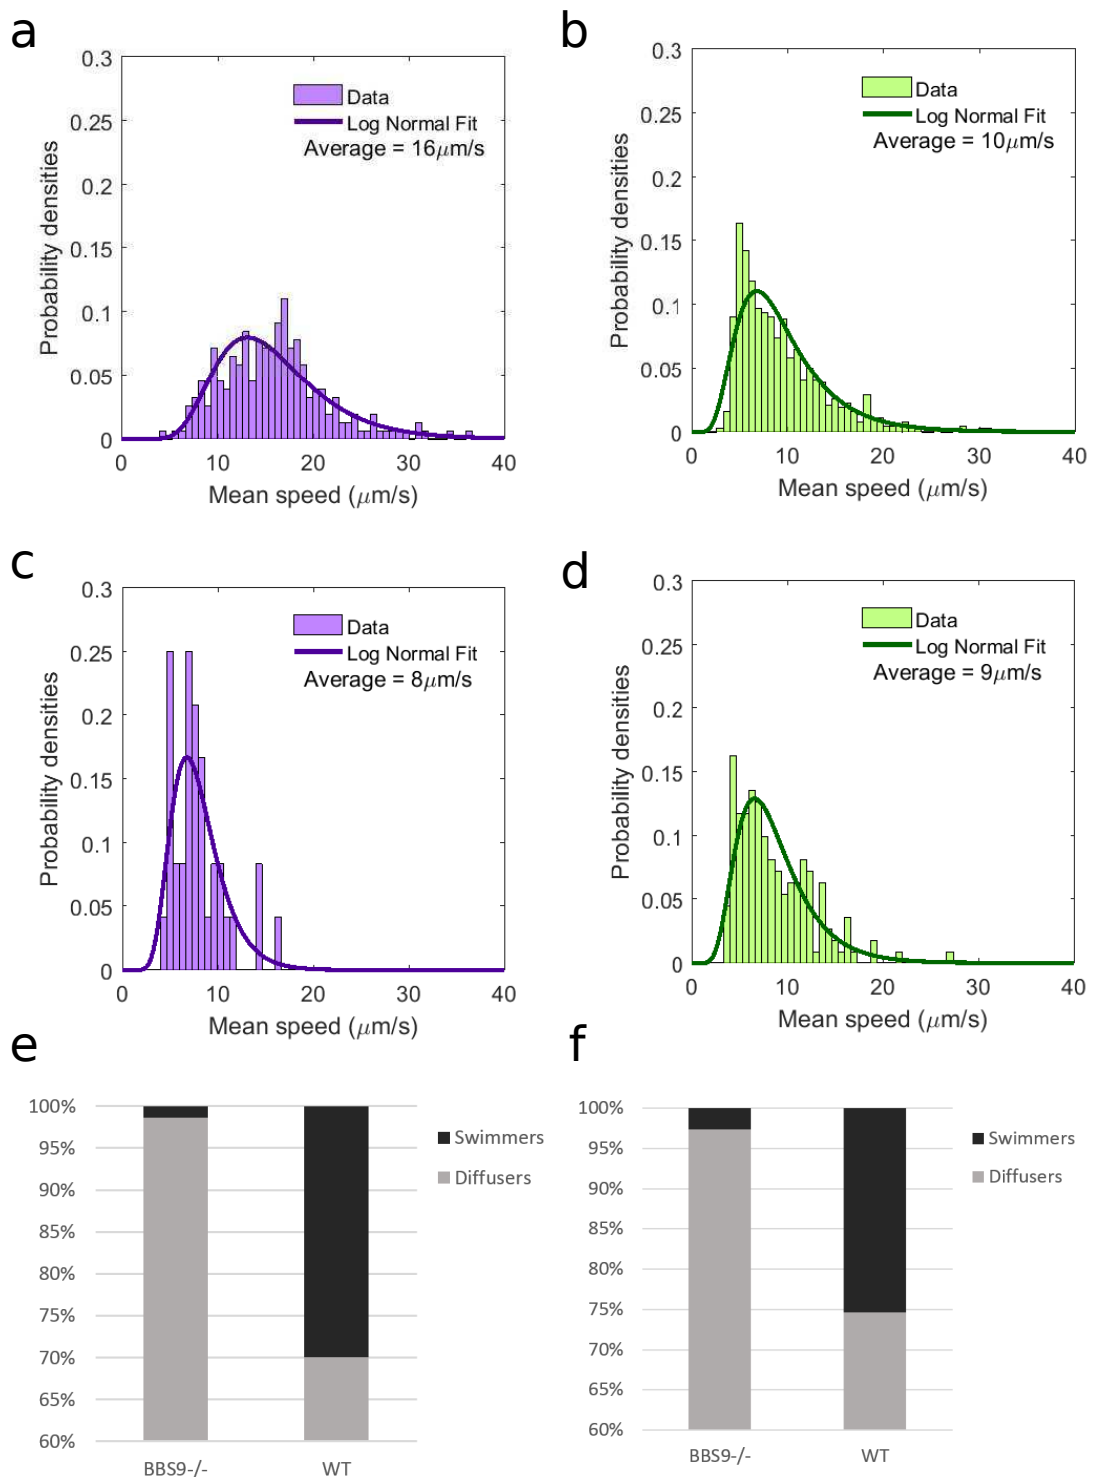 a
0.3
0.25
0.2
0.15
0.1
0.05
0
Probability densities
Data
Log Normal Fit
Average = 16μm/s
0 10 20 30 40
Mean speed (μm/s)
b
0.3
0.25
0.2
0.15
0.1
0.05
0
Probability densities
Data
Log Normal Fit
Average = 10μm/s
0 10 20 30 40
Mean speed (μm/s)
c
0.3
0.25
0.2
0.15
0.1
0.05
0
Probability densities
Data
Log Normal Fit
Average = 8μm/s
0 10 20 30 40
Mean speed (μm/s)
d
0.3
0.25
0.2
0.15
0.1
0.05
0
Probability densities
Data
Log Normal Fit
Average = 9μm/s
0 10 20 30 40
Mean speed (μm/s)
e
100%
95%
90%
85%
80%
75%
70%
65%
60%
Swimmers
Diffusers
BBS9-/- WT
f
100%
95%
90%
85%
80%
75%
70%
65%
60%
Swimmers
Diffusers
BBS9-/- WT